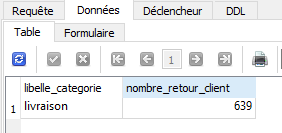 Requête Données Déclencheur DDL
Table Formulaire
1
libelle_categorie nombre_retour_client
1 livraison 639